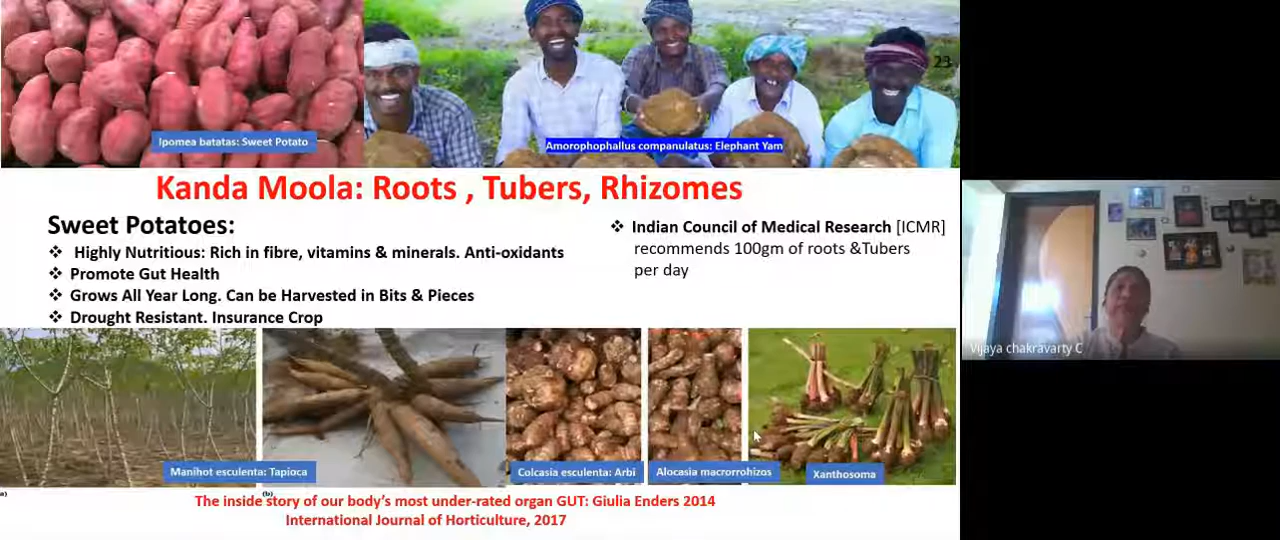 23
Ipomea batatas: Sweet Potato
Amorophophallus companulatus: Elephant Yam
Kanda Moola: Roots , Tubers, Rhizomes
Sweet Potatoes:
❖ Highly Nutritious: Rich in fibre, vitamins & minerals. Anti-oxidants
❖ Promote Gut Health
❖ Grows All Year Long. Can be Harvested in Bits & Pieces
❖ Drought Resistant. Insurance Crop
❖ Indian Council of Medical Research [ICMR]
recommends 100gm of roots &Tubers
per day
Vijaya chakravarty C
Manihot esculenta: Tapioca
Colcasia esculenta: Arbi
Alocasia macrorrohizos
Xanthosoma
a)
(b)
The inside story of our body's most under-rated organ GUT: Giulia Enders 2014
International Journal of Horticulture, 2017